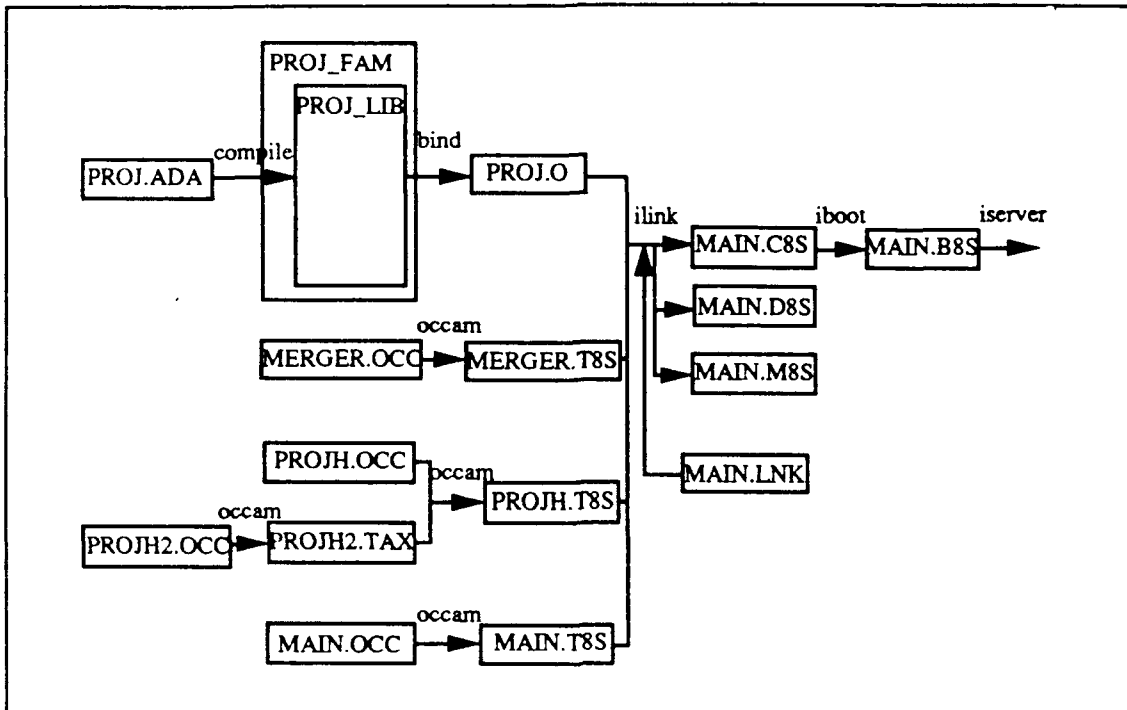 PROJ_FAM
PROJ_LIB
compile
bind
PROJ.ADA
PROJ.O
ilink
iboot
iserver
MAIN.C8S
MAIN.B8S
MAIN.D8S
occam
MERGER.OCC
MERGER.T8S
MAIN.M8S
PROJH.OCC
occam
MAIN.LNK
PROJH.T8S
occam
PROJH2.OCC
PROJH2.TAX
occam
MAIN.OCC
MAIN.T8S